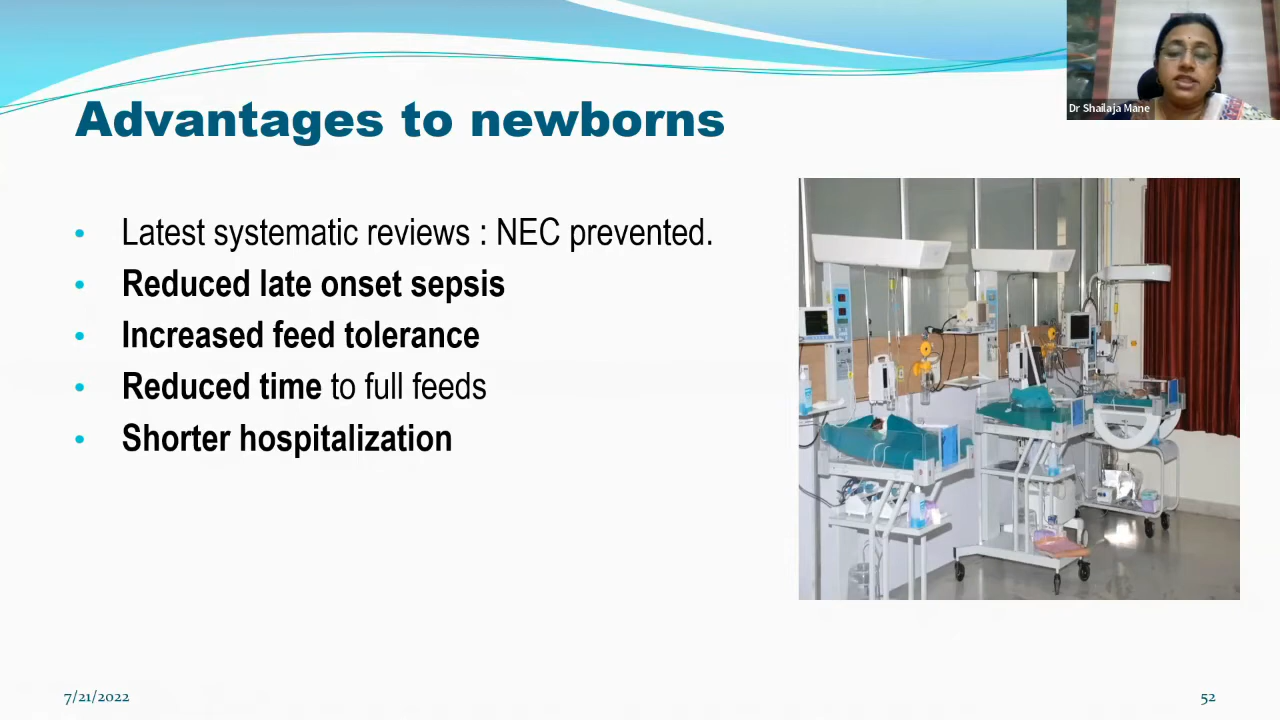 Dr Shailaja Mane
Advantages to newborns
• Latest systematic reviews : NEC prevented.
• Reduced late onset sepsis
• Increased feed tolerance
• Reduced time to full feeds
• Shorter hospitalization
7/21/2022
52